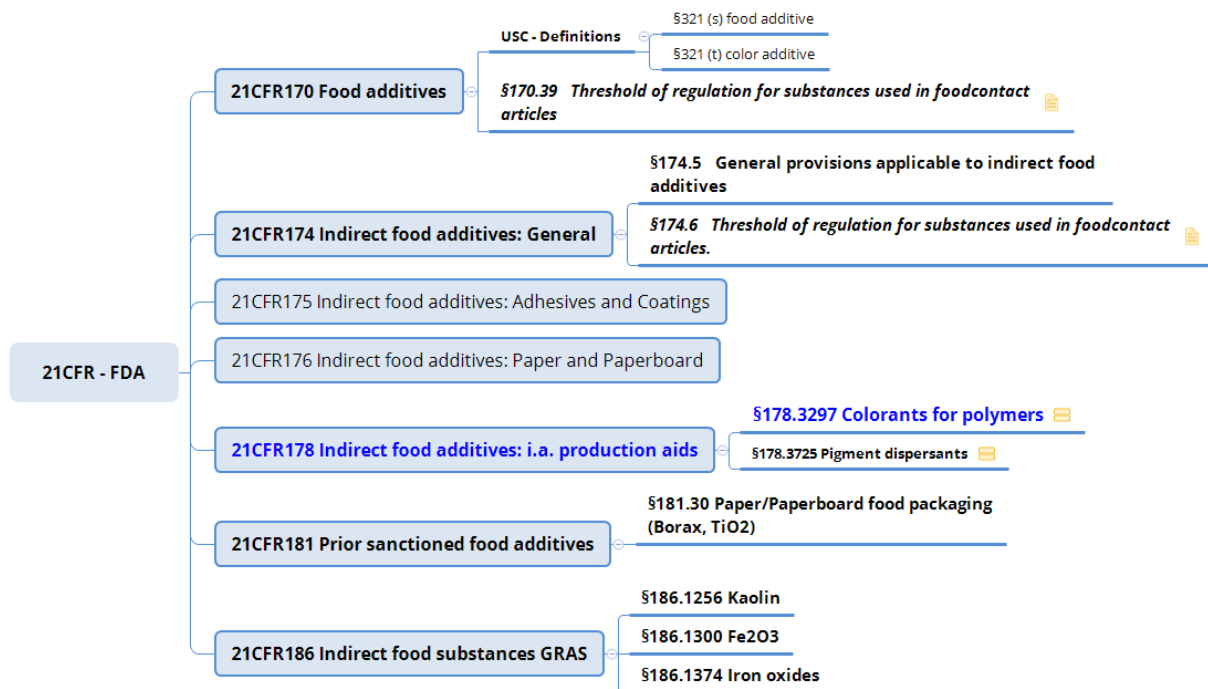 §321 (s) food additive
USC - Definitions
§321 (t) color additive
21CFR170 Food additives
§170.39 Threshold of regulation for substances used in foodcontact
articles
§174.5 General provisions applicable to indirect food
additives
21CFR174 Indirect food additives: General
§174.6 Threshold of regulation for substances used in foodcontact
articles.
21CFR175 Indirect food additives: Adhesives and Coatings
21CFR176 Indirect food additives: Paper and Paperboard
21CFR - FDA
§178.3297 Colorants for polymers
21CFR178 Indirect food additives: i.a. production aids
§178.3725 Pigment dispersants
§181.30 Paper/Paperboard food packaging
(Borax, TiO2)
21CFR181 Prior sanctioned food additives
§186.1256 Kaolin
§186.1300 Fe2O3
21CFR186 Indirect food substances GRAS
§186.1374 Iron oxides